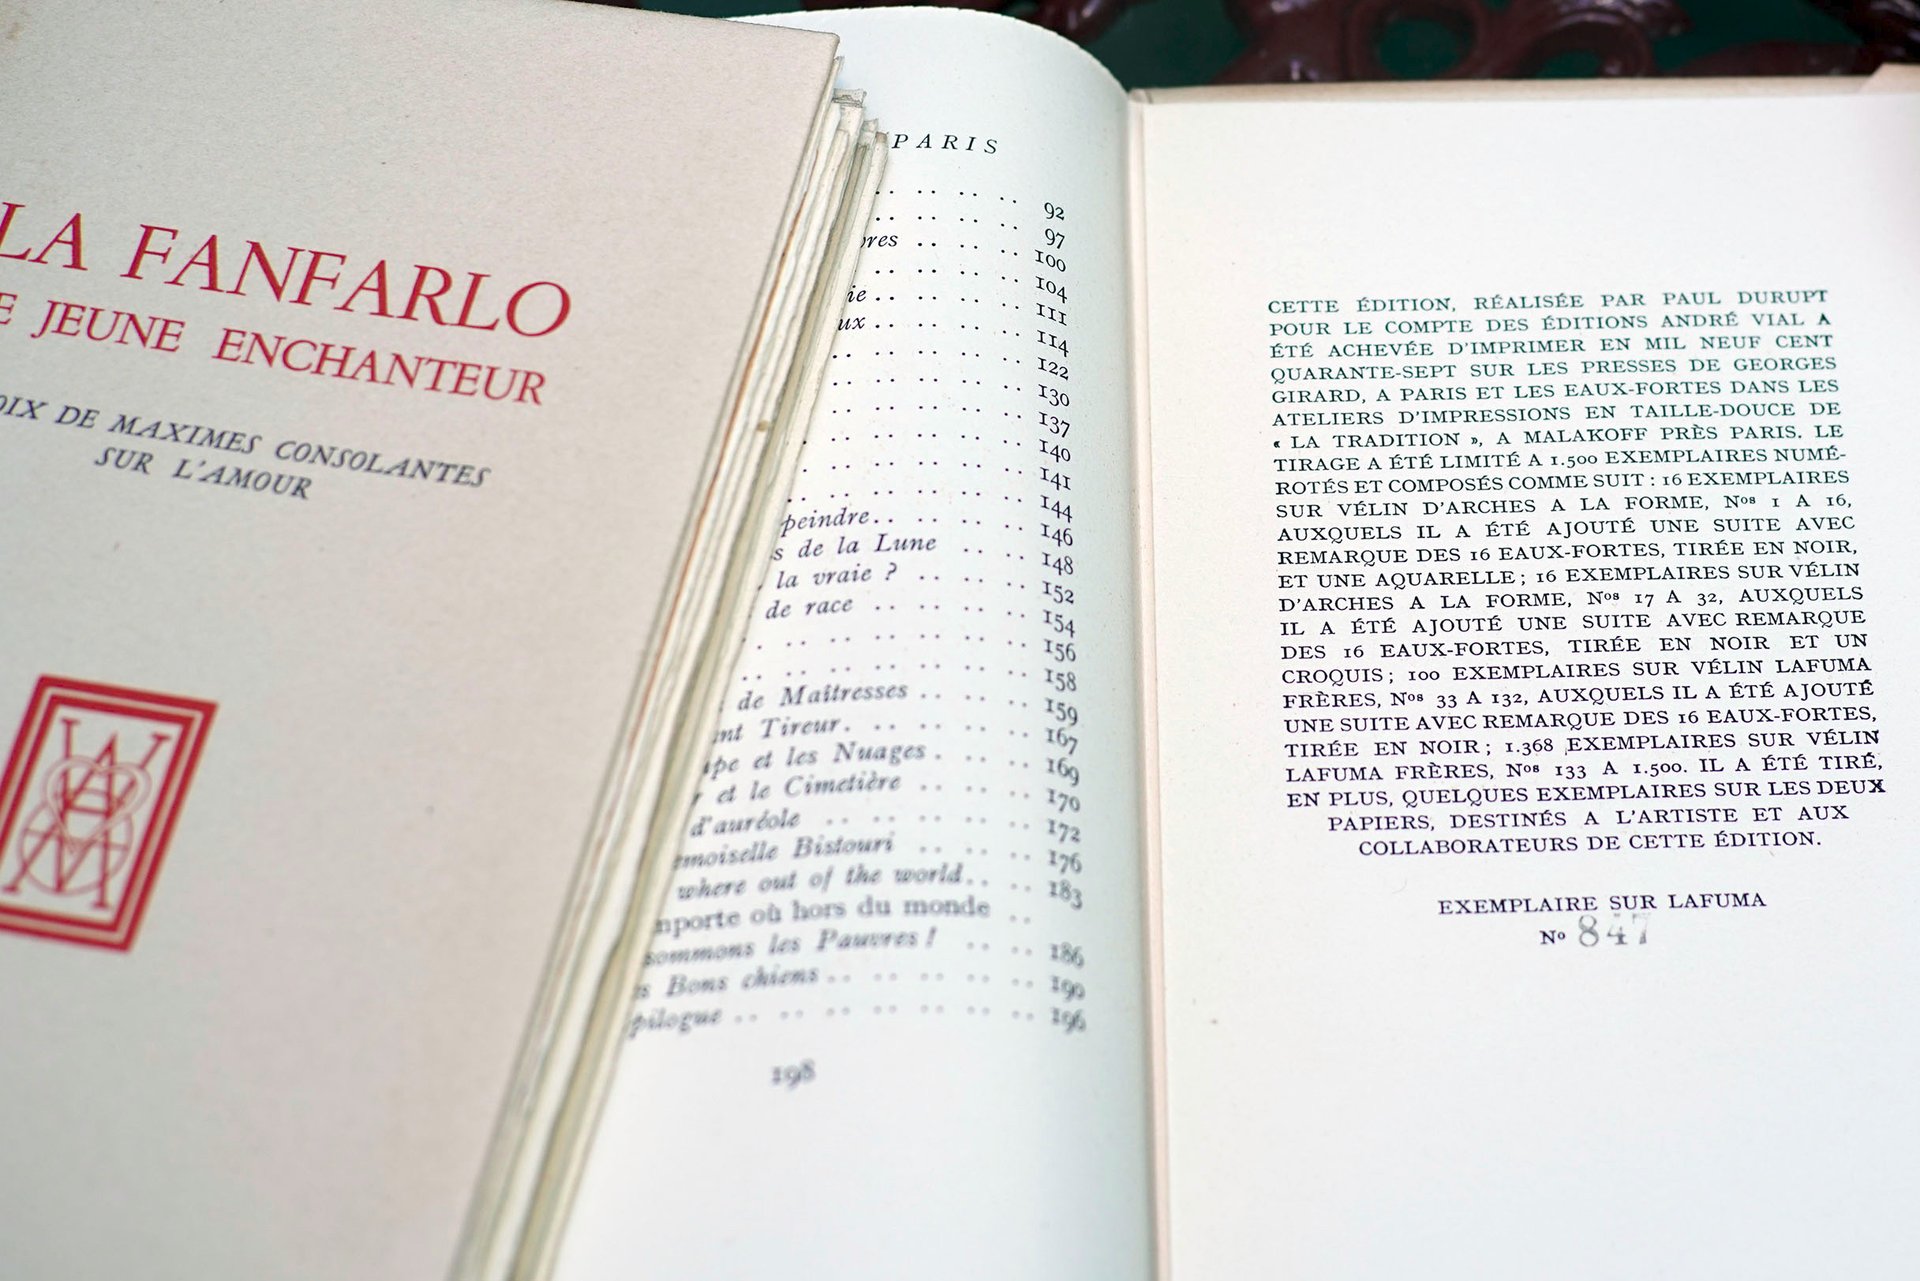 LA FANFARLO
E JEUNE ENCHANTEUR
OIX DE MAXIMES CONSOLANTES
SUR L'AMOUR
PARIS
.. .. .. .. 92
.. .. .. .. 97
res .. .. .. 100
.. .. .. .. 104
ie .. .. .. .. 111
ux .. .. .. .. 114
.. .. .. .. 122
.. .. .. .. 130
.. .. .. .. 137
.. .. .. .. 140
.. .. .. .. 141
.. .. .. .. 144
peindre .. .. .. .. 146
s de la Lune .. .. 148
la vraie ? .. .. .. 152
de race .. .. .. .. 154
.. .. .. .. 156
.. .. .. .. 158
de Maîtresses .. .. .. 159
nt Tireur. .. .. .. .. 167
pe et les Nuages . .. .. 169
r et le Cimetière .. .. .. 170
d'auréole .. .. .. .. 172
emoiselle Bistouri .. .. .. 176
where out of the world.. .. 183
mporte où hors du monde ..
sommons les Pauvres ! .. .. 186
s Bons chiens .. .. .. .. 190
pilogue .. .. .. .. .. 196
198
CETTE ÉDITION, RÉALISÉE PAR PAUL DURUPT
POUR LE COMPTE DES ÉDITIONS ANDRÉ VIAL A
ÉTÉ ACHEVÉE D'IMPRIMER EN MIL NEUF CENT
QUARANTE-SEPT SUR LES PRESSES DE GEORGES
GIRARD, A PARIS ET LES EAUX-FORTES DANS LES
ATELIERS D'IMPRESSIONS EN TAILLE-DOUCE DE
« LA TRADITION », A MALAKOFF PRÈS PARIS. LE
TIRAGE A ÉTÉ LIMITÉ A 1.500 EXEMPLAIRES NUMÉ-
ROTÉS ET COMPOSÉS COMME SUIT : 16 EXEMPLAIRES
SUR VÉLIN D'ARCHES A LA FORME, Nos 1 A 16,
AUXQUELS IL A ÉTÉ AJOUTÉ UNE SUITE AVEC
REMARQUE DES 16 EAUX-FORTES, TIRÉE EN NOIR,
ET UNE AQUARELLE ; 16 EXEMPLAIRES SUR VÉLIN
D'ARCHES A LA FORME, Nos 17 A 32, AUXQUELS
IL A ÉTÉ AJOUTÉ UNE SUITE AVEC REMARQUE
DES 16 EAUX-FORTES, TIRÉE EN NOIR ET UN
CROQUIS ; 100 EXEMPLAIRES SUR VÉLIN LAFUMA
FRÈRES, Nos 33 A 132, AUXQUELS IL A ÉTÉ AJOUTÉ
UNE SUITE AVEC REMARQUE DES 16 EAUX-FORTES,
TIRÉE EN NOIR ; 1.368 EXEMPLAIRES SUR VÉLIN
LAFUMA FRÈRES, Nos 133 A 1.500. IL A ÉTÉ TIRÉ,
EN PLUS, QUELQUES EXEMPLAIRES SUR LES DEUX
PAPIERS, DESTINÉS A L'ARTISTE ET AUX
COLLABORATEURS DE CETTE ÉDITION.
EXEMPLAIRE SUR LAFUMA
No 847